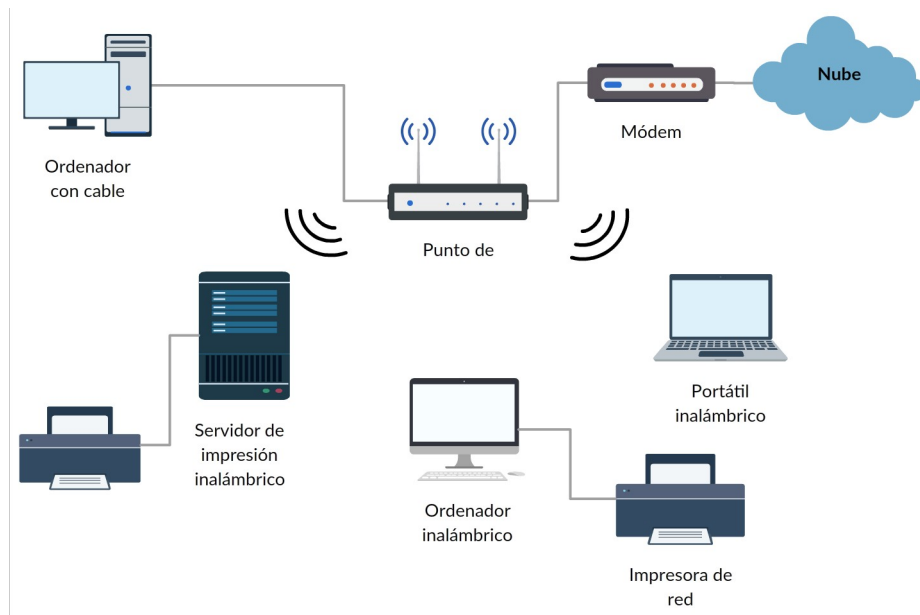 Nube
Módem
Ordenador
con cable
Punto de
Portátil
inalámbrico
Servidor de
impresión
inalámbrico
Ordenador
inalámbrico
Impresora de
red